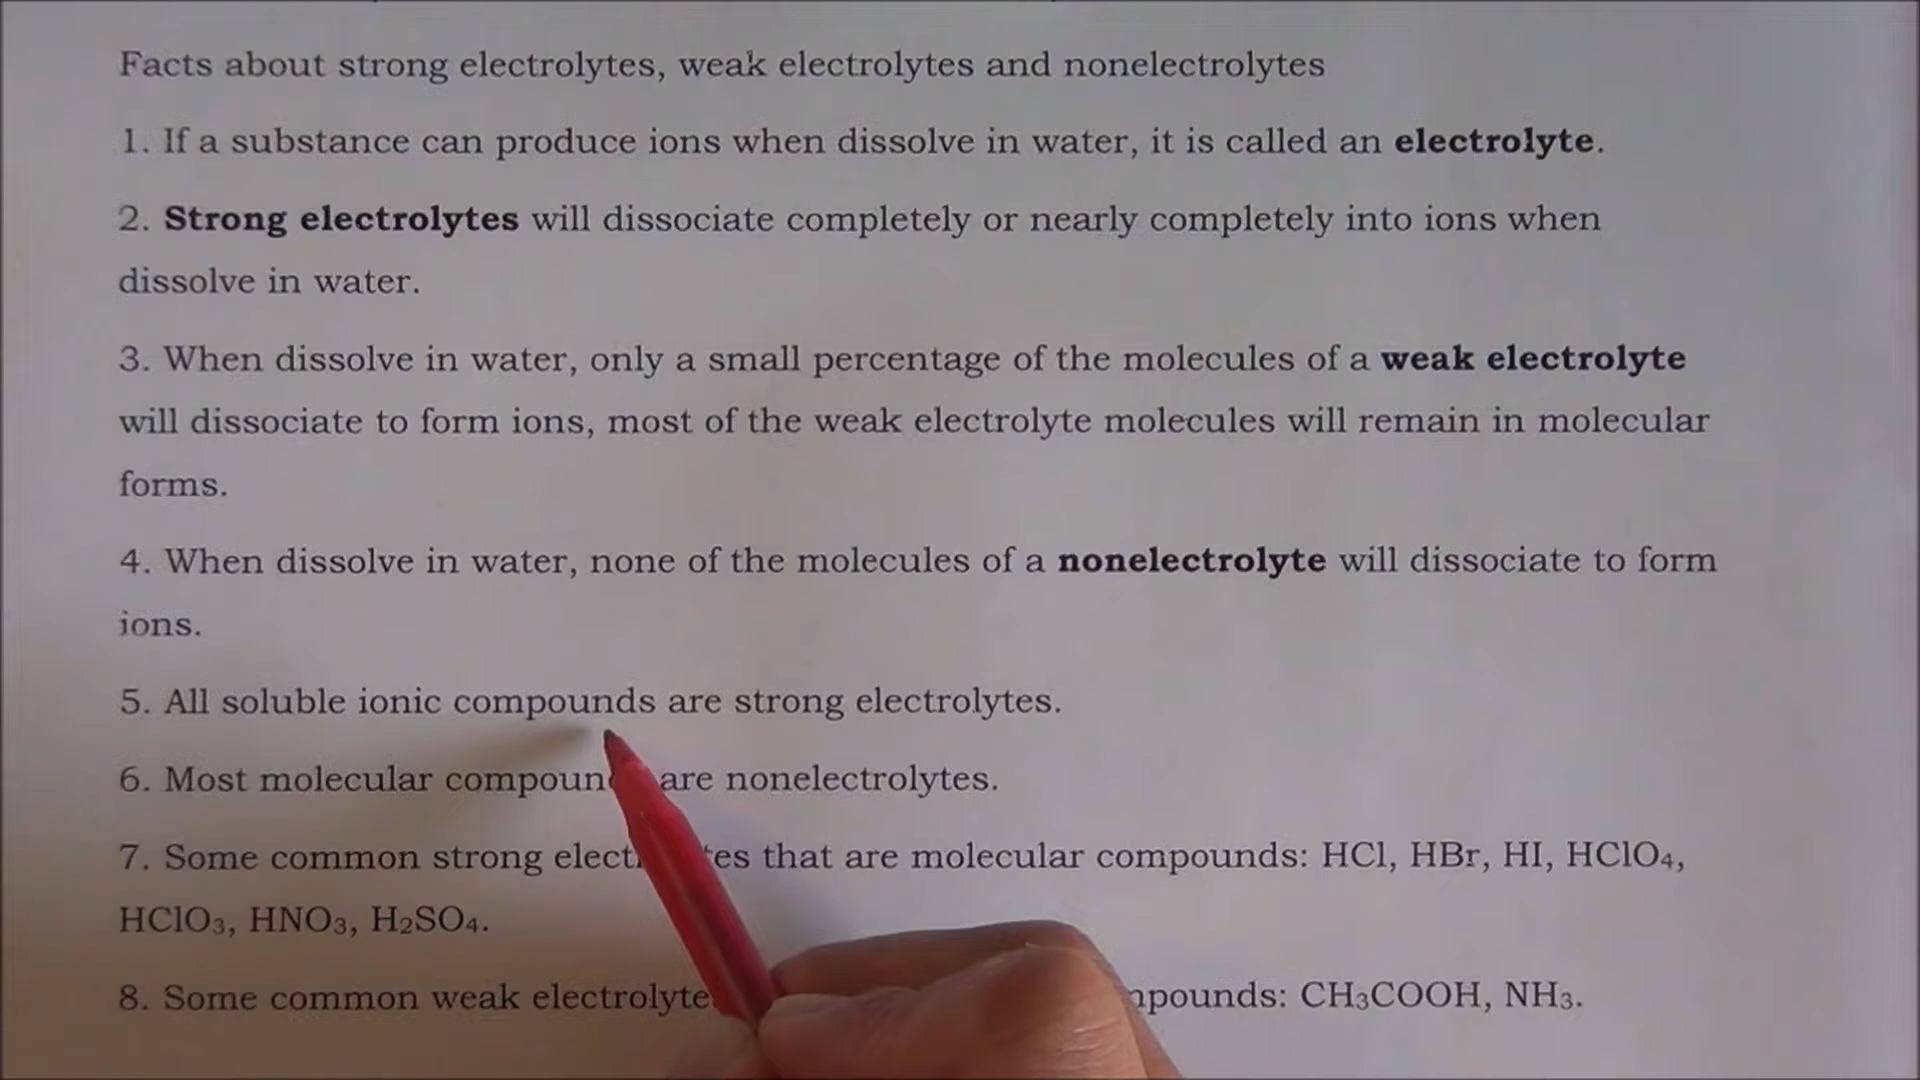 Facts about strong electrolytes, weak electrolytes and nonelectrolytes
1. If a substance can produce ions when dissolve in water, it is called an electrolyte.
2. Strong electrolytes will dissociate completely or nearly completely into ions when
dissolve in water.
3. When dissolve in water, only a small percentage of the molecules of a weak electrolyte
will dissociate to form ions, most of the weak electrolyte molecules will remain in molecular
forms.
4. When dissolve in water, none of the molecules of a nonelectrolyte will dissociate to form
ions.
5. All soluble ionic compounds are strong electrolytes.
6. Most molecular compoun are nonelectrolytes.
7. Some common strong elect tes that are molecular compounds: HCl, HBr, HI, HClO₄,
HClO₃, HNO₃, H₂SO₄.
8. Some common weak electrolyte pounds: CH₃COOH, NH₃.